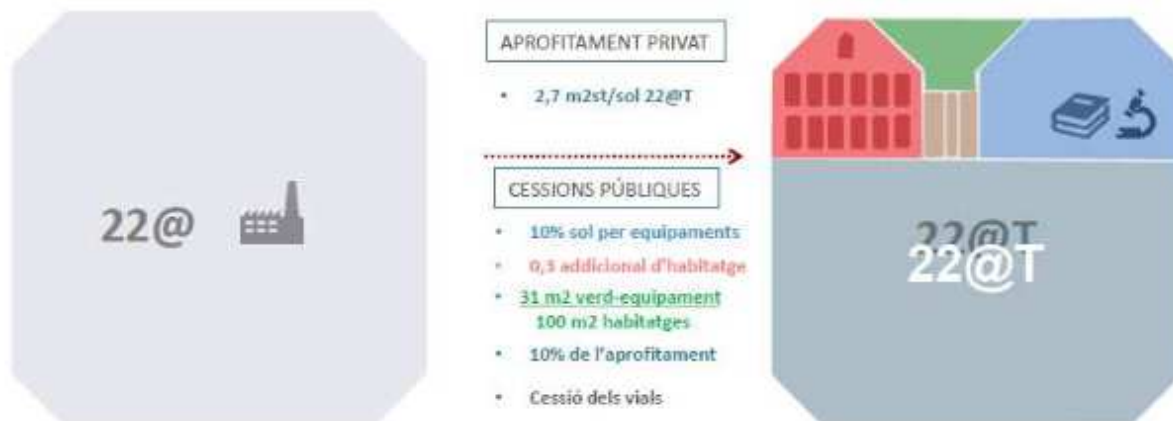 22@
APROFITAMENT PRIVAT
• 2,7 m2st/sol 22@T
CESSIONS PÚBLIQUES
• 10% sol per equipaments
• 0,3 addicional d'habitatge
• 31 m2 verd-equipament
100 m2 habitatges
• 10% de l'aprofitament
• Cessió dels vials
22@T
22@T